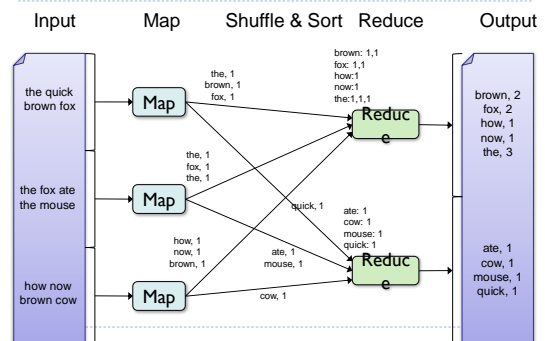 Input Map Shuffle & Sort Reduce Output
the quick
brown fox
the fox ate
the mouse
how now
brown cow
Map
Map
Map
the, 1
brown, 1
fox, 1
the, 1
fox, 1
the, 1
how, 1
now, 1
brown, 1
quick, 1
ate, 1
mouse, 1
cow, 1
brown: 1,1
fox: 1,1
how:1
now:1
the:1,1,1
Reduc
e
ate: 1
cow: 1
mouse: 1
quick: 1
Reduc
e
brown, 2
fox, 2
how, 1
now, 1
the, 3
ate, 1
cow, 1
mouse, 1
quick, 1